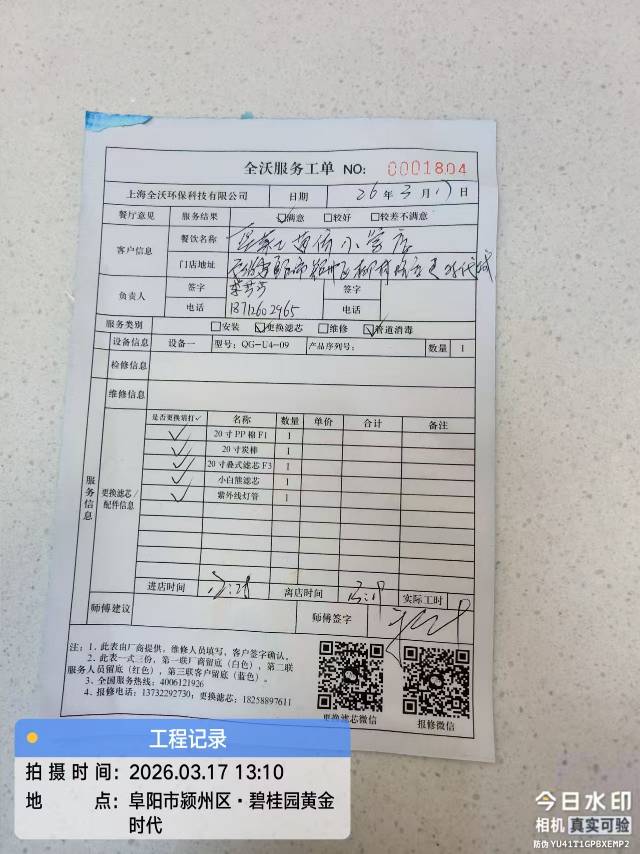 全沃服务工单 NO: 0001804
上海全沃环保科技有限公司 日期 26年3月17日
餐厅意见 服务结果 ☑满意 □较好 □较差不满意
客户信息 餐饮名称
门店地址
负责人 签字 签字
电话 13712602965 电话
服务类别 □安装 ☑更换滤芯 □维修 ☑管道消毒
设备信息 设备一 型号: QG-U4-09 产品序列号: 数量 1
检修信息
维修信息
服务信息
更换滤芯/配件信息
是否更换请打✓ 名称 数量 单价 合计 备注
✓ 20寸PP棉F1 1
✓ 20寸炭棒 1
✓ 20寸叠式滤芯F3 1
✓ 小白熊滤芯 1
✓ 紫外线灯管 1
进店时间 离店时间 实际工时
师傅建议 师傅签字
注: 1、此表由厂商提供, 维修人员填写, 客户签字确认。
2、此表一式三份, 第一联厂商留底 (白色), 第二联
服务人员留底 (红色), 第三联客户留底 (蓝色)。
3、全国服务热线: 4006121926
4、报修电话: 13732292730; 更换滤芯: 18258897611
更换滤芯微信 报修微信
工程记录
拍摄时间: 2026.03.17 13:10
地点: 阜阳市颍州区·碧桂园黄金
时代
今日水印
相机 真实可验
防伪 YU41T1GPBXEMP2